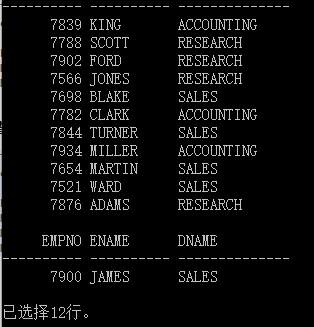 ---------- ---------- --------------
7839 KING ACCOUNTING
7788 SCOTT RESEARCH
7902 FORD RESEARCH
7566 JONES RESEARCH
7698 BLAKE SALES
7782 CLARK ACCOUNTING
7844 TURNER SALES
7934 MILLER ACCOUNTING
7654 MARTIN SALES
7521 WARD SALES
7876 ADAMS RESEARCH
EMPNO ENAME DNAME
---------- ---------- --------------
7900 JAMES SALES
已选择12行。